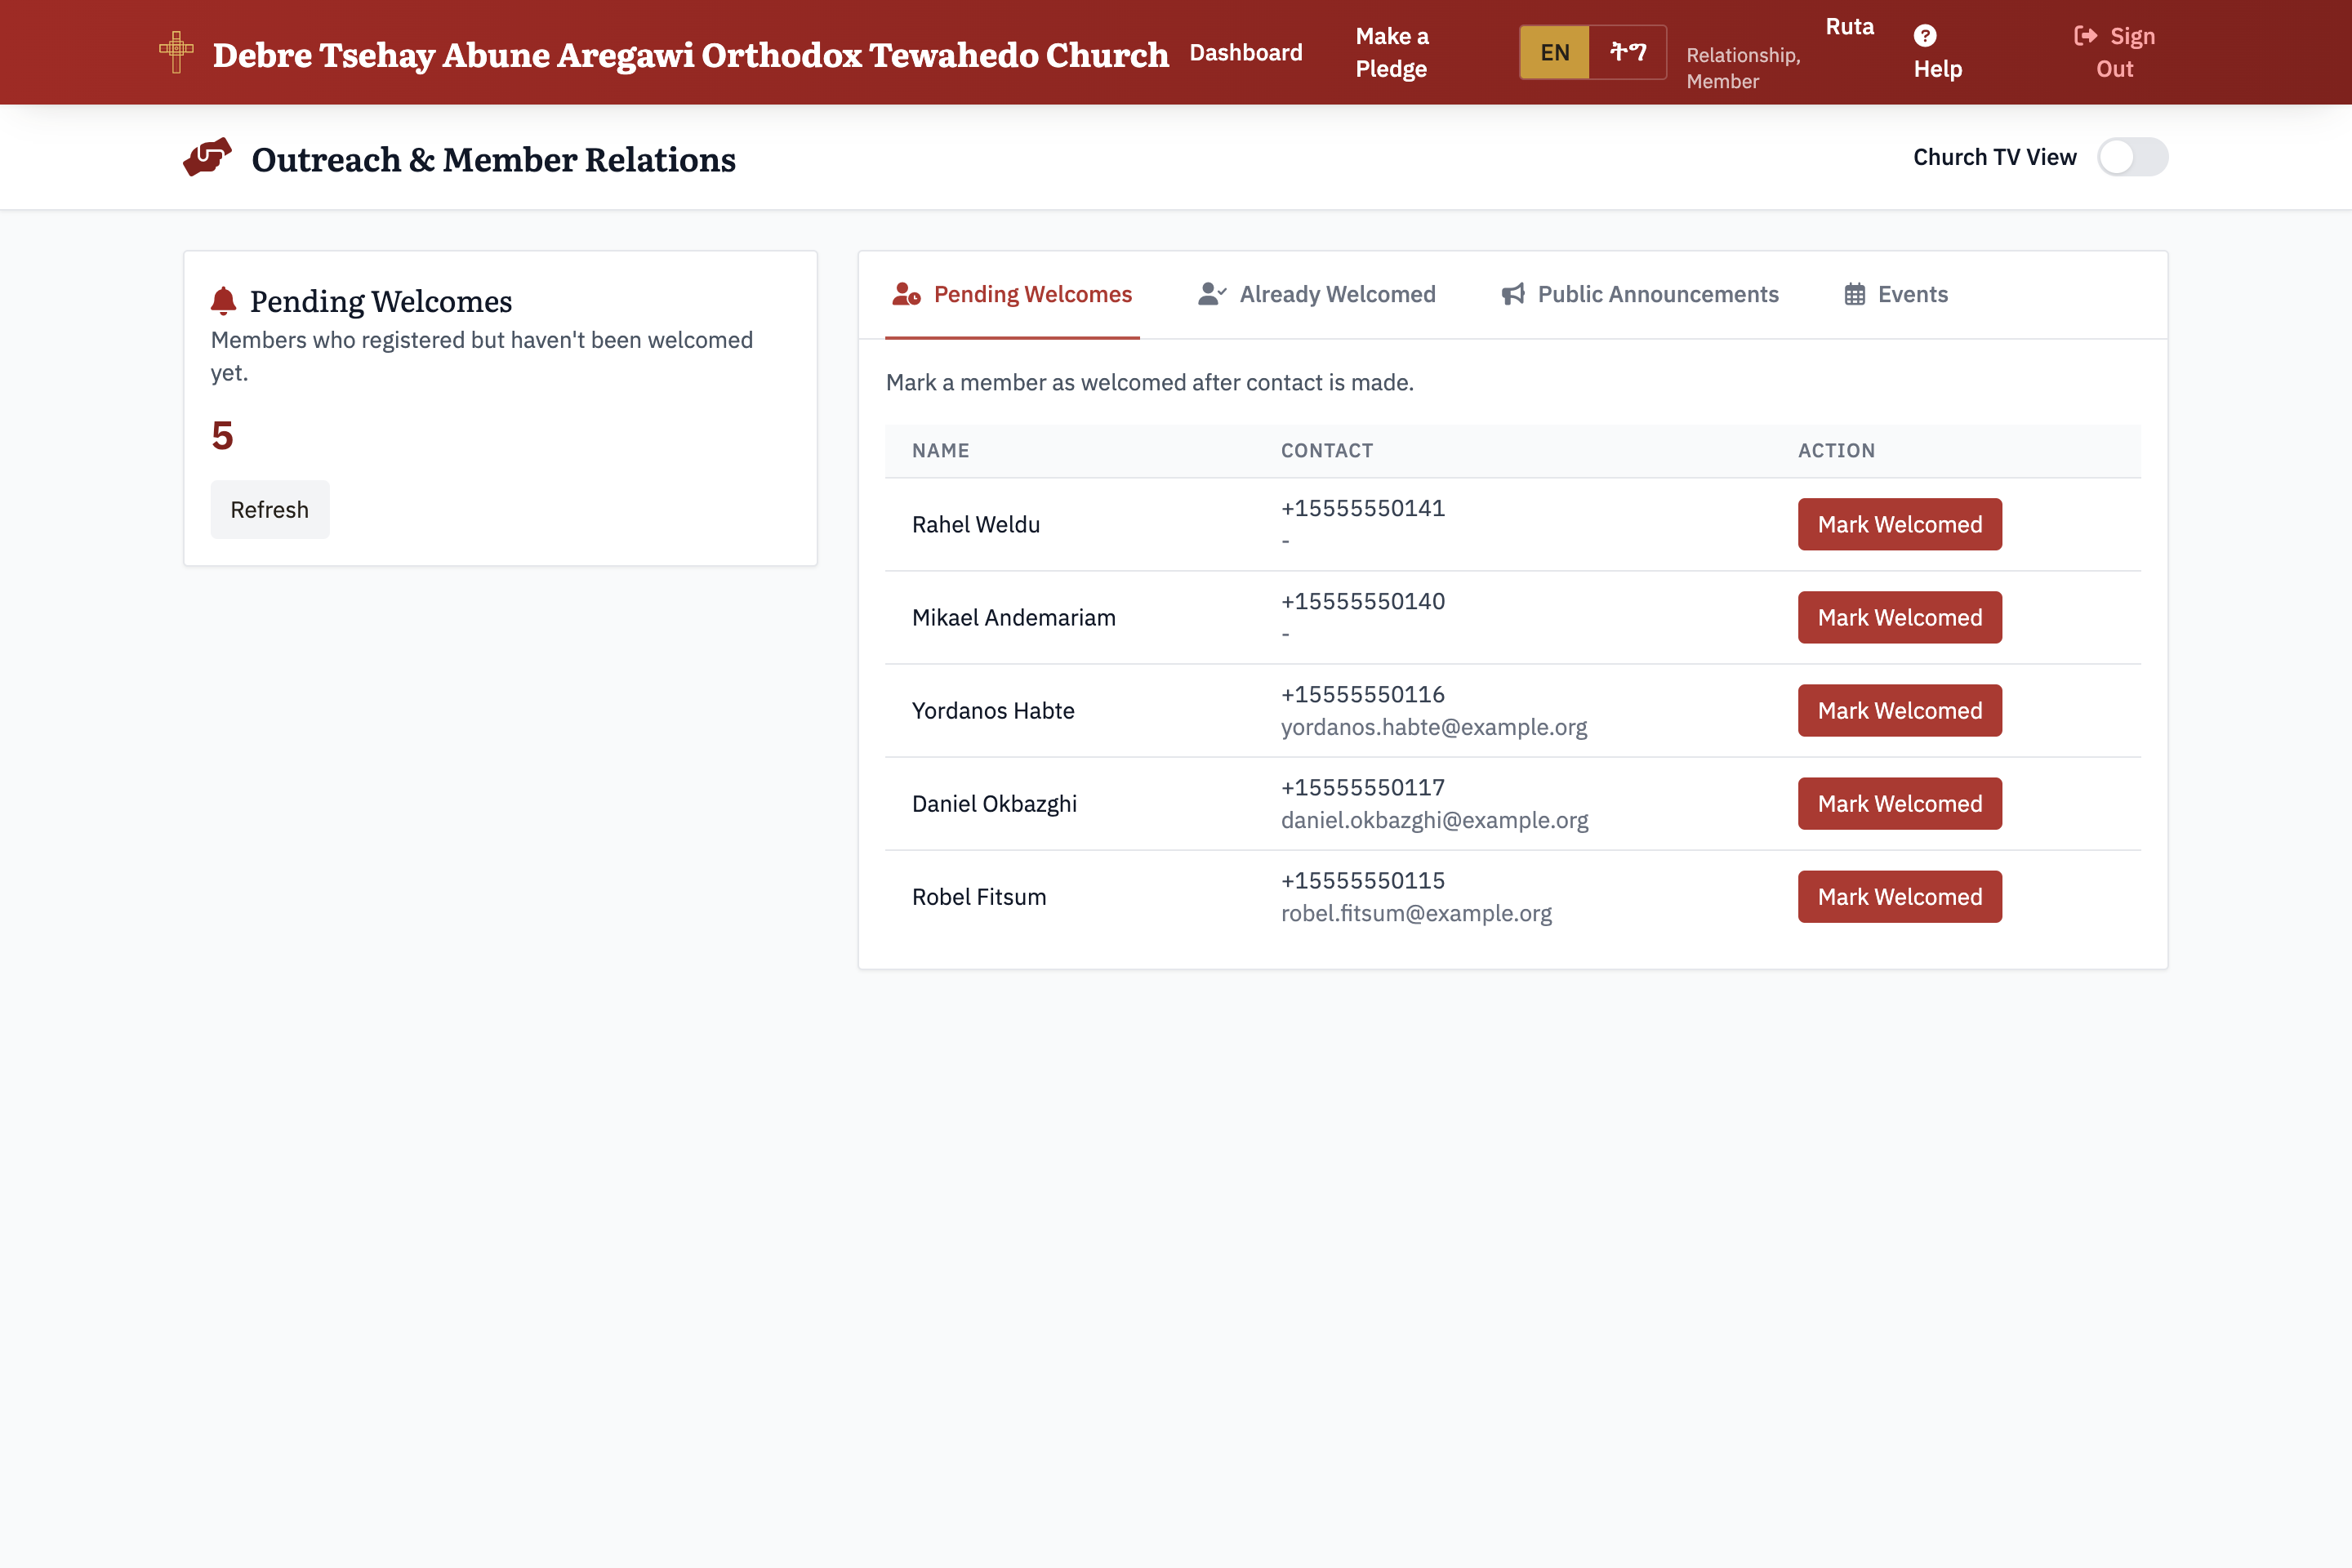 Debre Tsehay Abune Aregawi Orthodox Tewahedo Church
Dashboard
Make a
Pledge
EN
ትግ
Relationship,
Member
Ruta
Help
Sign
Out
Outreach & Member Relations
Church TV View
Pending Welcomes
Members who registered but haven't been welcomed
yet.
5
Refresh
Pending Welcomes
Already Welcomed
Public Announcements
Events
Mark a member as welcomed after contact is made.
NAME CONTACT ACTION
Rahel Weldu
+15555550141
-
Mark Welcomed
Mikael Andemariam
+15555550140
-
Mark Welcomed
Yordanos Habte
+15555550116
yordanos.habte@example.org
Mark Welcomed
Daniel Okbazghi
+15555550117
daniel.okbazghi@example.org
Mark Welcomed
Robel Fitsum
+15555550115
robel.fitsum@example.org
Mark Welcomed